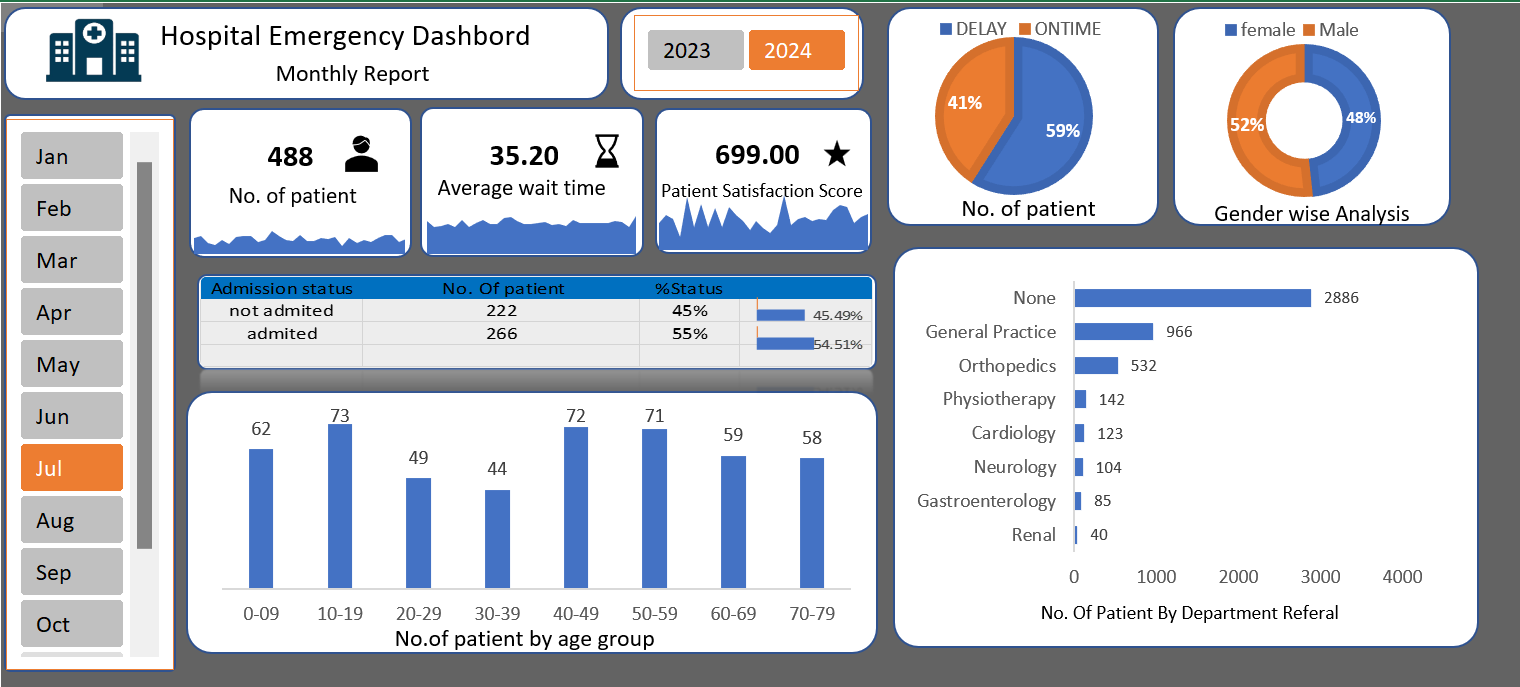 Hospital Emergency Dashbord
Monthly Report
2023
2024
DELAY ONTIME
41%
59%
No. of patient
female Male
52%
48%
Gender wise Analysis
Jan
Feb
Mar
Apr
May
Jun
Jul
Aug
Sep
Oct
488
No. of patient
35.20
Average wait time
699.00
Patient Satisfaction Score
Admission status No. Of patient %Status
not admited 222 45% 45.49%
admited 266 55% 54.51%
62
73
49
44
72
71
59
58
0-09 10-19 20-29 30-39 40-49 50-59 60-69 70-79
No.of patient by age group
None 2886
General Practice 966
Orthopedics 532
Physiotherapy 142
Cardiology 123
Neurology 104
Gastroenterology 85
Renal 40
0 1000 2000 3000 4000
No. Of Patient By Department Referal